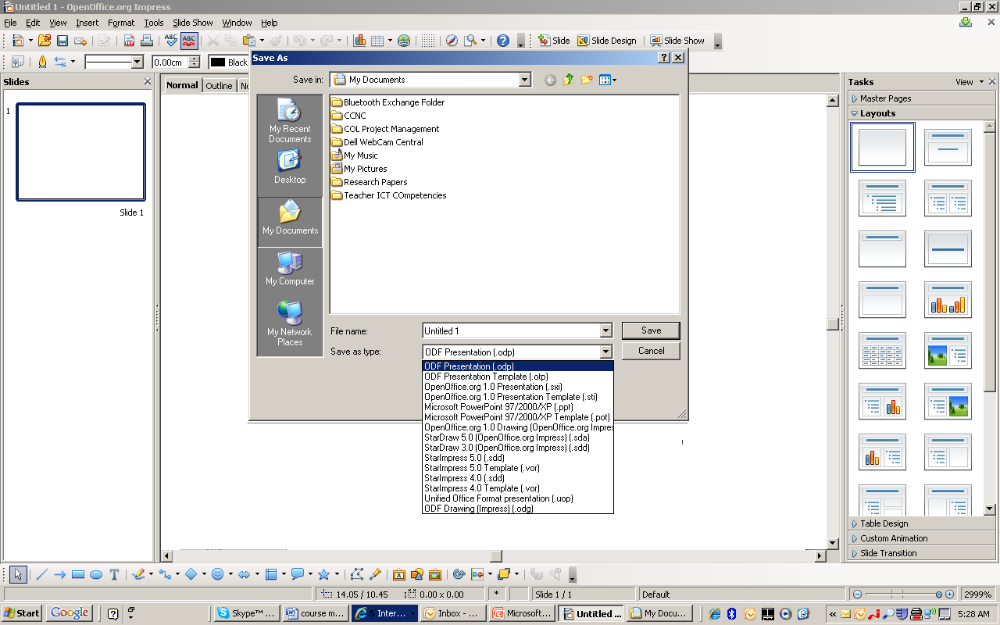 Untitled 1 - OpenOffice.org Impress
File Edit View Insert Format Tools Slide Show Window Help
ABC ABC PDF Slide Slide Design Slide Show
0.00cm Black
Save As
Save in: My Documents
My Recent Documents
Desktop
My Documents
My Computer
My Network Places
Bluetooth Exchange Folder
CCNC
COL Project Management
Dell WebCam Central
My Music
My Pictures
Research Papers
Teacher ICT COmpetencies
File name: Untitled 1 Save
Save as type: ODF Presentation (.odp) Cancel
ODF Presentation (.odp)
ODF Presentation Template (.otp)
OpenOffice.org 1.0 Presentation (.sxi)
OpenOffice.org 1.0 Presentation Template (.sti)
Microsoft PowerPoint 97/2000/XP (.ppt)
Microsoft PowerPoint 97/2000/XP Template (.pot)
OpenOffice.org 1.0 Drawing (OpenOffice.org Impres
StarDraw 5.0 (OpenOffice.org Impress) (.sda)
StarDraw 3.0 (OpenOffice.org Impress) (.sdd)
StarImpress 5.0 (.sdd)
StarImpress 5.0 Template (.vor)
StarImpress 4.0 (.sdd)
StarImpress 4.0 Template (.vor)
Unified Office Format presentation (.uop)
ODF Drawing (Impress) (.odg)
Slides
1
Slide 1
Normal Outline No
Tasks View
Master Pages
Layouts
Table Design
Custom Animation
Slide Transition
14.05 / 10.45 0.00 x 0.00 * Slide 1 / 1 Default 2999%
Start Google Skype™ ... course m... 5 Inter... Inbox - ... Microsoft... Untitled ... My Docu... « 5:28 AM